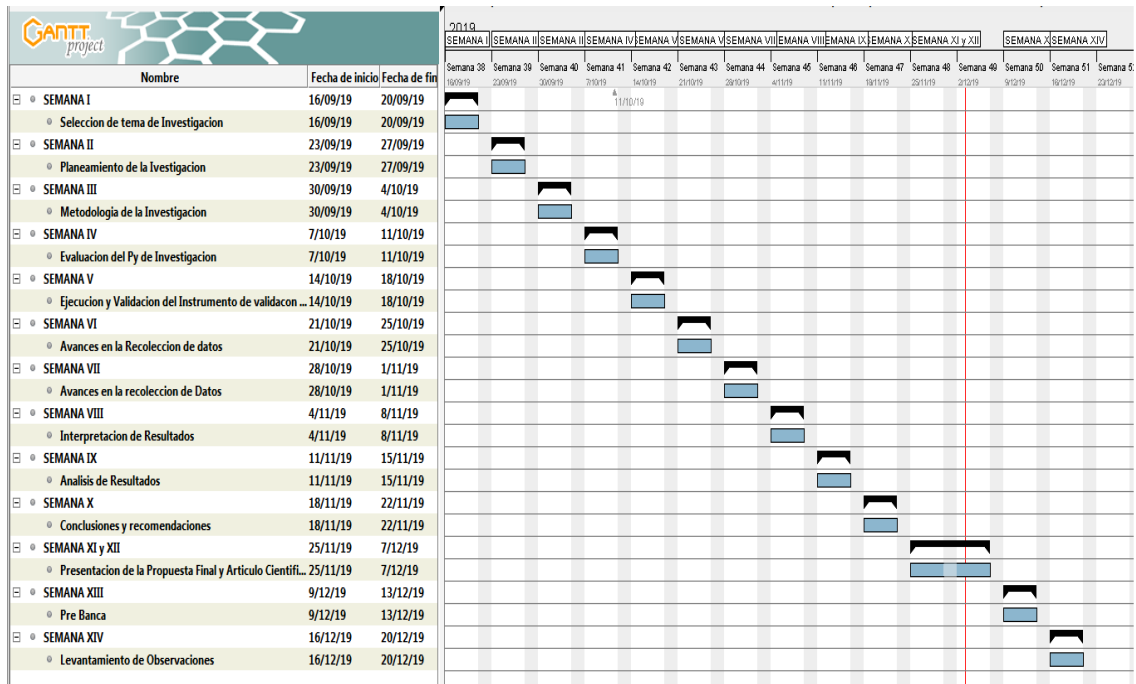 GANTT
project
2019
SEMANA I SEMANA II SEMANA II SEMANA IV SEMANA V SEMANA V SEMANA VII EMANA VIII EMANA IX SEMANA X SEMANA XI y XII SEMANA X SEMANA XIV
Nombre Fecha de inicio Fecha de fin
Semana 38 Semana 39 Semana 40 Semana 41 Semana 42 Semana 43 Semana 44 Semana 45 Semana 46 Semana 47 Semana 48 Semana 49 Semana 50 Semana 51 Semana 5
16/09/19 23/09/19 30/09/19 7/10/19 14/10/19 21/10/19 28/10/19 4/11/19 11/11/19 18/11/19 25/11/19 2/12/19 9/12/19 16/12/19 23/12/19
SEMANA I 16/09/19 20/09/19
11/10/19
Seleccion de tema de Investigacion 16/09/19 20/09/19
SEMANA II 23/09/19 27/09/19
Planeamiento de la Ivestigacion 23/09/19 27/09/19
SEMANA III 30/09/19 4/10/19
Metodologia de la Investigacion 30/09/19 4/10/19
SEMANA IV 7/10/19 11/10/19
Evaluacion del Py de Investigacion 7/10/19 11/10/19
SEMANA V 14/10/19 18/10/19
Ejecucion y Validacion del Instrumento de validacon ... 14/10/19 18/10/19
SEMANA VI 21/10/19 25/10/19
Avances en la Recoleccion de datos 21/10/19 25/10/19
SEMANA VII 28/10/19 1/11/19
Avances en la recoleccion de Datos 28/10/19 1/11/19
SEMANA VIII 4/11/19 8/11/19
Interpretacion de Resultados 4/11/19 8/11/19
SEMANA IX 11/11/19 15/11/19
Analisis de Resultados 11/11/19 15/11/19
SEMANA X 18/11/19 22/11/19
Conclusiones y recomendaciones 18/11/19 22/11/19
SEMANA XI y XII 25/11/19 7/12/19
Presentacion de la Propuesta Final y Articulo Cientifi... 25/11/19 7/12/19
SEMANA XIII 9/12/19 13/12/19
Pre Banca 9/12/19 13/12/19
SEMANA XIV 16/12/19 20/12/19
Levantamiento de Observaciones 16/12/19 20/12/19